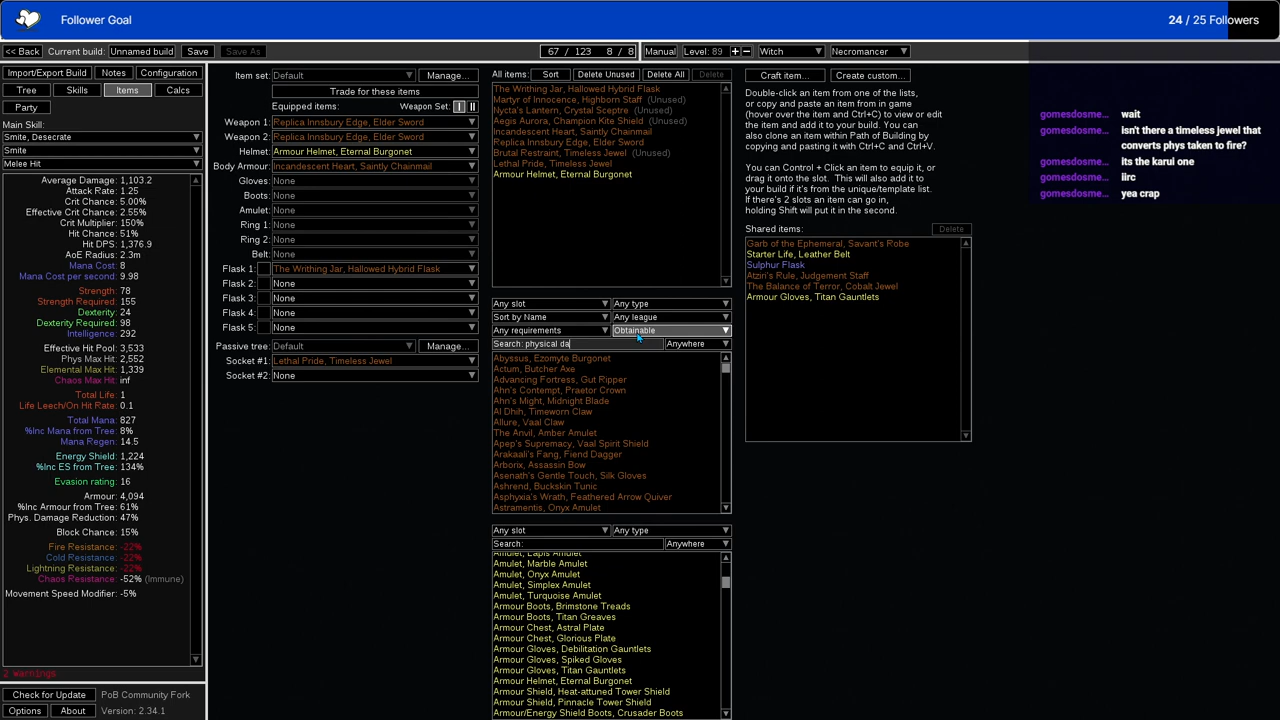 Follower Goal
24 / 25 Followers
<< Back
Current build:
Unnamed build
Save
Save As
67 / 123 8 / 8
Manual
Level: 89
+
-
Witch
Necromancer
Import/Export Build
Notes
Configuration
Tree
Skills
Items
Calcs
Party
Main Skill:
Smite, Desecrate
Smite
Melee Hit
Average Damage: 1,103.2
Attack Rate: 1.25
Crit Chance: 5.00%
Effective Crit Chance: 2.55%
Crit Multiplier: 150%
Hit Chance: 51%
Hit DPS: 1,376.9
AoE Radius: 2.3m
Mana Cost: 8
Mana Cost per second: 9.98
Strength: 78
Strength Required: 155
Dexterity: 24
Dexterity Required: 98
Intelligence: 292
Effective Hit Pool: 3,533
Phys Max Hit: 2,552
Elemental Max Hit: 1,339
Chaos Max Hit: inf
Total Life: 1
Life Leech/On Hit Rate: 0.1
Total Mana: 827
%Inc Mana from Tree: 8%
Mana Regen: 14.5
Energy Shield: 1,224
%Inc ES from Tree: 134%
Evasion rating: 16
Armour: 4,094
%Inc Armour from Tree: 61%
Phys. Damage Reduction: 47%
Block Chance: 15%
Fire Resistance: -22%
Cold Resistance: -22%
Lightning Resistance: -22%
Chaos Resistance: -52% (Immune)
Movement Speed Modifier: -5%
2 warnings
Check for Update
PoB Community Fork
Options
About
Version: 2.34.1
Item set:
Default
Manage...
Trade for these items
Equipped items:
Weapon Set:
I
II
Weapon 1: Replica Innsbury Edge, Elder Sword
Weapon 2: Replica Innsbury Edge, Elder Sword
Helmet: Armour Helmet, Eternal Burgonet
Body Armour: Incandescent Heart, Saintly Chainmail
Gloves: None
Boots: None
Amulet: None
Ring 1: None
Ring 2: None
Belt: None
Flask 1: The Writhing Jar, Hallowed Hybrid Flask
Flask 2: None
Flask 3: None
Flask 4: None
Flask 5: None
Passive tree: Default
Manage...
Socket #1: Lethal Pride, Timeless Jewel
Socket #2: None
All items:
Sort
Delete Unused
Delete All
Delete
The Writhing Jar, Hallowed Hybrid Flask
Martyr of Innocence, Highborn Staff (Unused)
Nycta's Lantern, Crystal Sceptre (Unused)
Aegis Aurora, Champion Kite Shield (Unused)
Incandescent Heart, Saintly Chainmail
Replica Innsbury Edge, Elder Sword
Brutal Restraint, Timeless Jewel (Unused)
Lethal Pride, Timeless Jewel
Armour Helmet, Eternal Burgonet
Any slot
Any type
Sort by Name
Any league
Any requirements
Obtainable
Search: physical da
Anywhere
Abyssus, Ezomyte Burgonet
Actum, Butcher Axe
Advancing Fortress, Gut Ripper
Ahn's Contempt, Praetor Crown
Ahn's Might, Midnight Blade
Al Dhih, Timeworn Claw
Allure, Vaal Claw
The Anvil, Amber Amulet
Apep's Supremacy, Vaal Spirit Shield
Arakaali's Fang, Fiend Dagger
Arborix, Assassin Bow
Asenath's Gentle Touch, Silk Gloves
Ashrend, Buckskin Tunic
Asphyxia's Wrath, Feathered Arrow Quiver
Astramentis, Onyx Amulet
Any slot
Any type
Search:
Anywhere
Amulet, Lapis Amulet
Amulet, Marble Amulet
Amulet, Onyx Amulet
Amulet, Simplex Amulet
Amulet, Turquoise Amulet
Armour Boots, Brimstone Treads
Armour Boots, Titan Greaves
Armour Chest, Astral Plate
Armour Chest, Glorious Plate
Armour Gloves, Debilitation Gauntlets
Armour Gloves, Spiked Gloves
Armour Gloves, Titan Gauntlets
Armour Helmet, Eternal Burgonet
Armour Shield, Heat-attuned Tower Shield
Armour Shield, Pinnacle Tower Shield
Armour/Energy Shield Boots, Crusader Boots
Craft item...
Create custom...
Double-click an item from one of the lists,
or copy and paste an item from in game
(hover over the item and Ctrl+C) to view or edit
the item and add it to your build. You can
also clone an item within Path of Building by
copying and pasting it with Ctrl+C and Ctrl+V.
You can Control + Click an item to equip it, or
drag it onto the slot. This will also add it to
your build if it's from the unique/template list.
If there's 2 slots an item can go in,
holding Shift will put it in the second.
Shared items:
Delete
Garb of the Ephemeral, Savant's Robe
Starter Life, Leather Belt
Sulphur Flask
Atziri's Rule, Judgement Staff
The Balance of Terror, Cobalt Jewel
Armour Gloves, Titan Gauntlets
gomesdosme... wait
gomesdosme... isn't there a timeless jewel that
converts phys taken to fire?
gomesdosme... its the karui one
gomesdosme... iirc
gomesdosme... yea crap